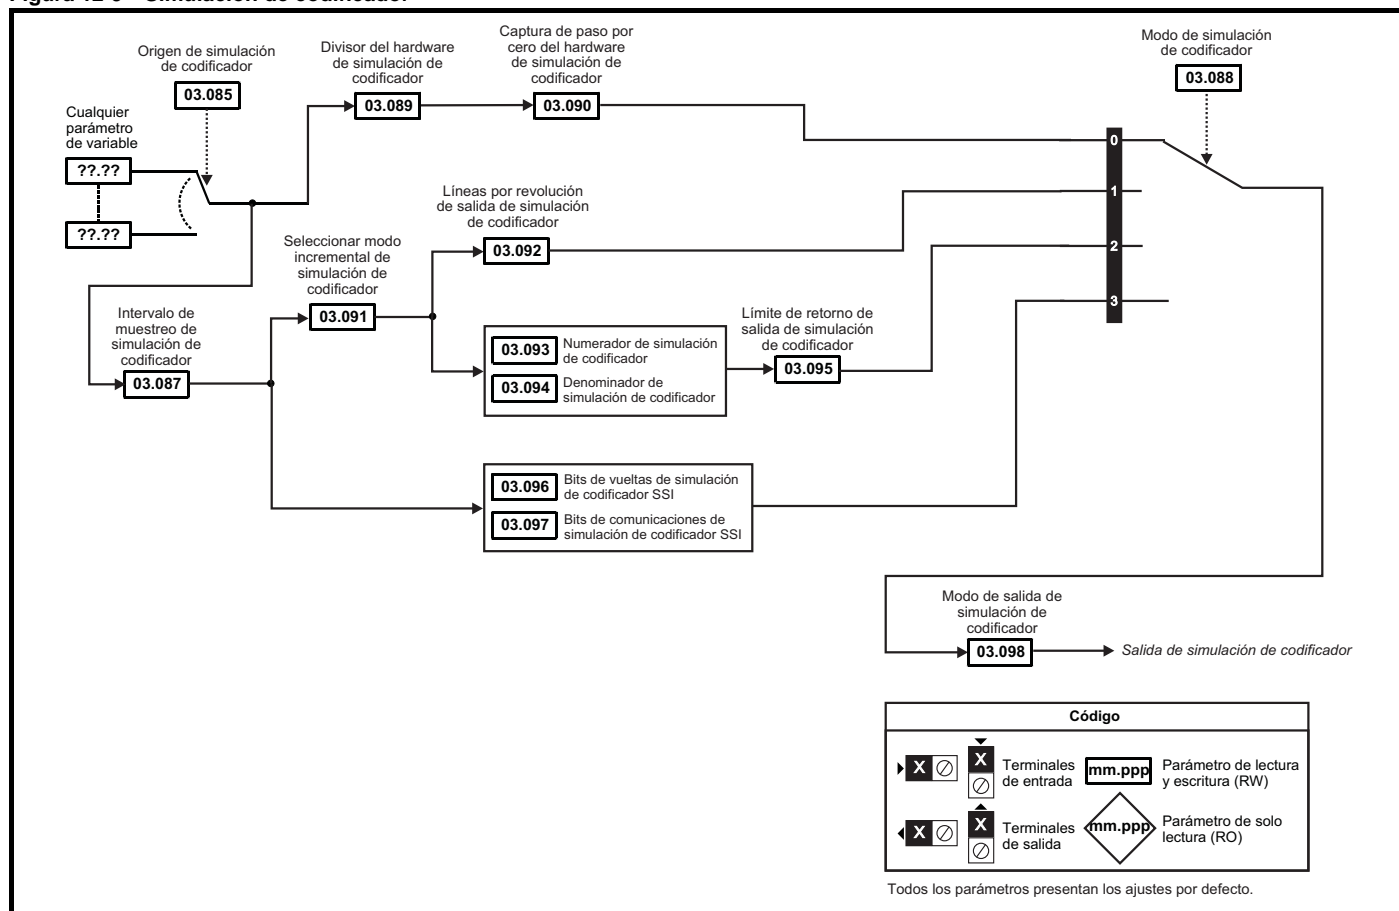 Origen de simulación
de codificador
03.085
Divisor del hardware
de simulación de
codificador
03.089
Captura de paso por
cero del hardware
de simulación de
codificador
03.090
Modo de simulación
de codificador
03.088
Cualquier
parámetro
de variable
??.??
??.??
0
1
2
3
Líneas por revolución
de salida de simulación
de codificador
03.092
Seleccionar modo
incremental de
simulación de
codificador
03.091
Intervalo de
muestreo de
simulación de
codificador
03.087
03.093 Numerador de simulación
de codificador
03.094 Denominador de
simulación de codificador
Límite de retorno de
salida de simulación
de codificador
03.095
03.096 Bits de vueltas de simulación
de codificador SSI
03.097 Bits de comunicaciones de
simulación de codificador SSI
Modo de salida de
simulación de
codificador
03.098
Salida de simulación de codificador
Código
X
X
Terminales
de entrada
mm.ppp
Parámetro de lectura
y escritura (RW)
X
X
Terminales
de salida
mm.ppp
Parámetro de solo
lectura (RO)
Todos los parámetros presentan los ajustes por defecto.